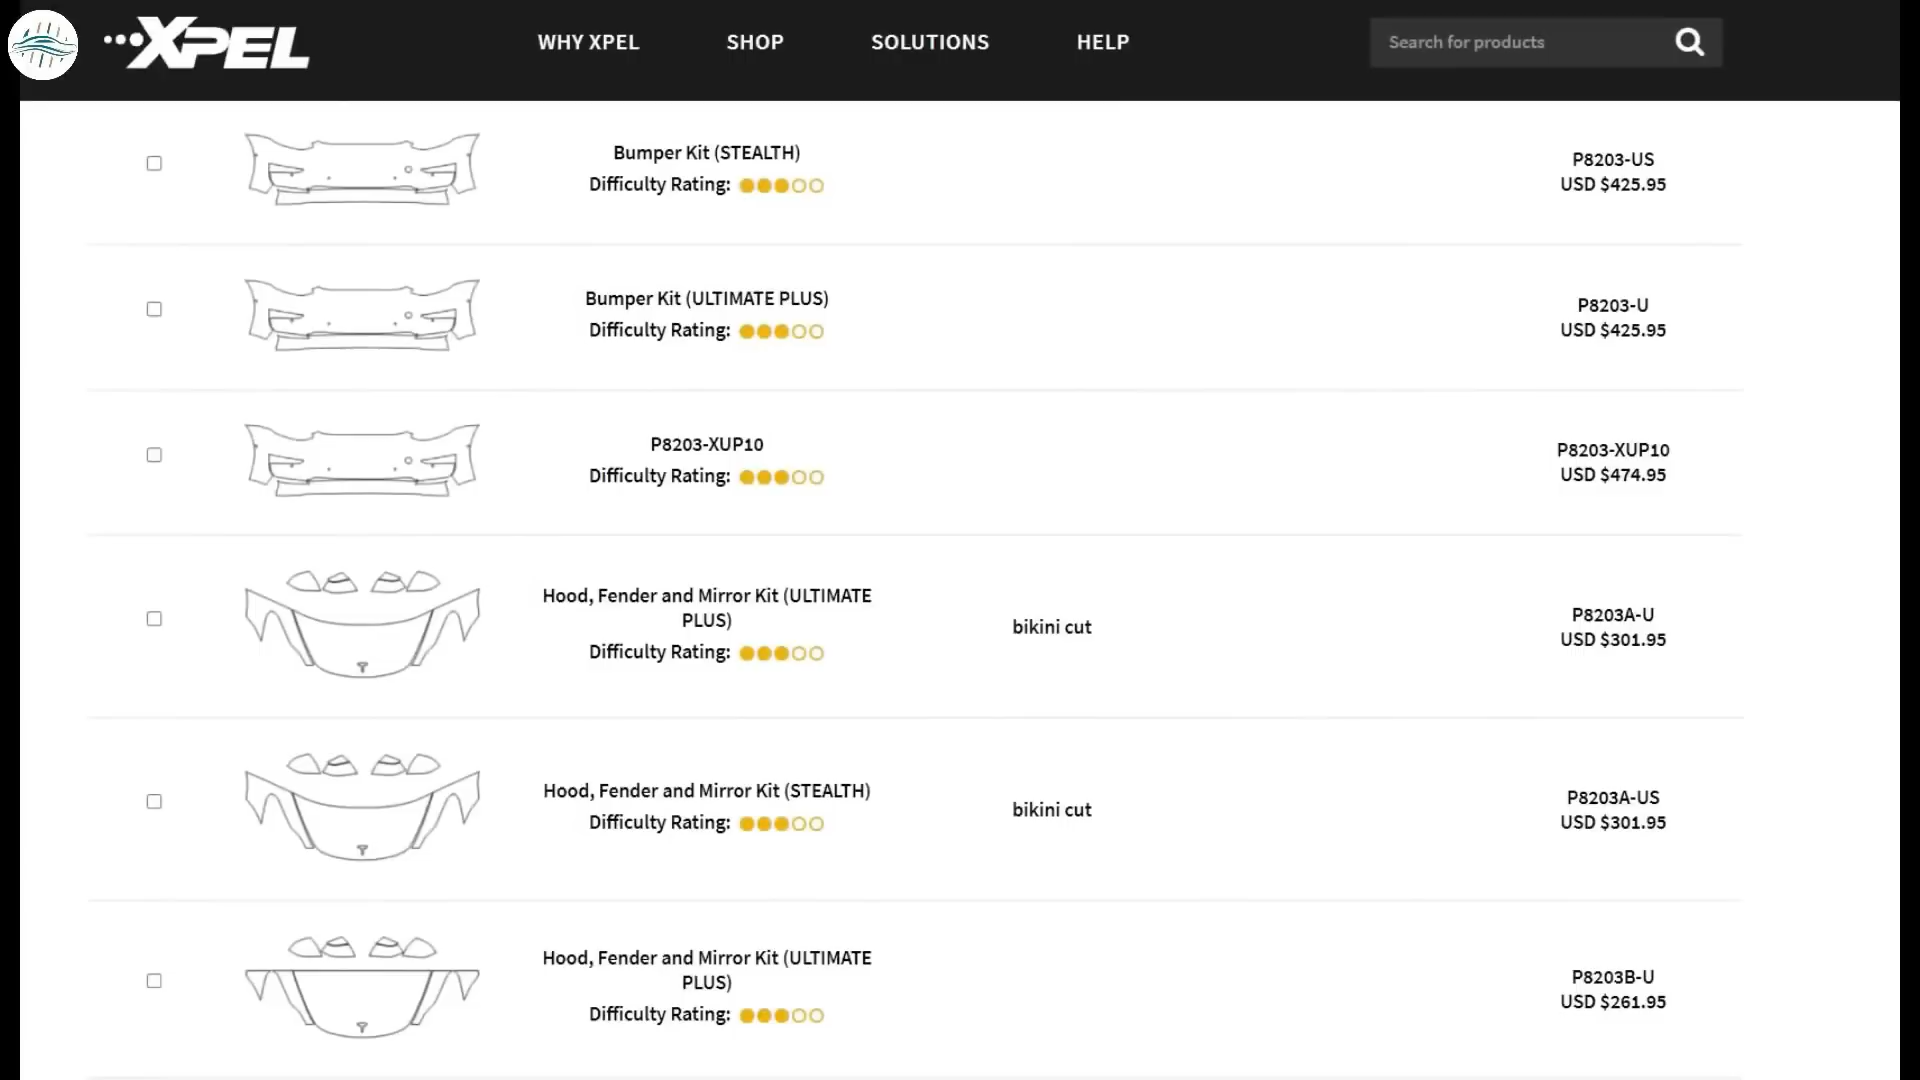 XPEL
WHY XPEL
SHOP
SOLUTIONS
HELP
Search for products
Bumper Kit (STEALTH)
Difficulty Rating:
P8203-US
USD $425.95
Bumper Kit (ULTIMATE PLUS)
Difficulty Rating:
P8203-U
USD $425.95
P8203-XUP10
Difficulty Rating:
P8203-XUP10
USD $474.95
Hood, Fender and Mirror Kit (ULTIMATE
PLUS)
Difficulty Rating:
bikini cut
P8203A-U
USD $301.95
Hood, Fender and Mirror Kit (STEALTH)
Difficulty Rating:
bikini cut
P8203A-US
USD $301.95
Hood, Fender and Mirror Kit (ULTIMATE
PLUS)
Difficulty Rating:
P8203B-U
USD $261.95